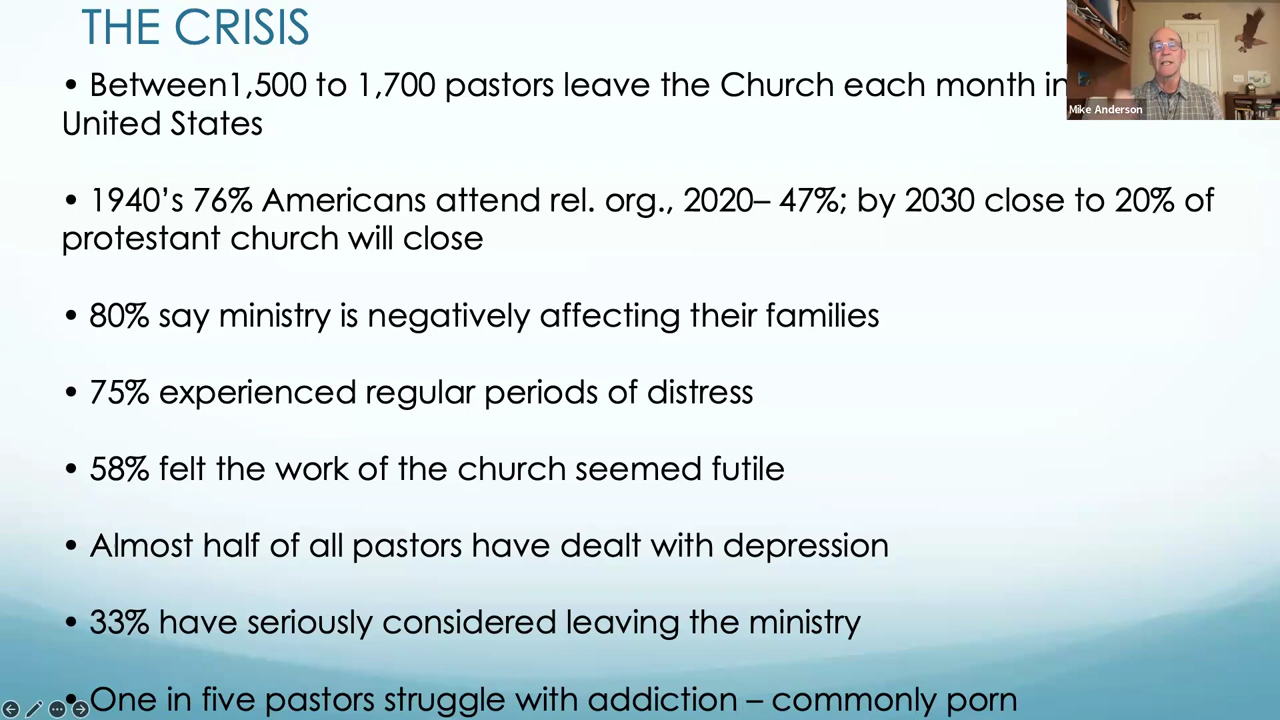 THE CRISIS
• Between1,500 to 1,700 pastors leave the Church each month in
United States
• 1940's 76% Americans attend rel. org., 2020– 47%; by 2030 close to 20% of
protestant church will close
• 80% say ministry is negatively affecting their families
• 75% experienced regular periods of distress
• 58% felt the work of the church seemed futile
• Almost half of all pastors have dealt with depression
• 33% have seriously considered leaving the ministry
• One in five pastors struggle with addiction – commonly porn
Mike Anderson